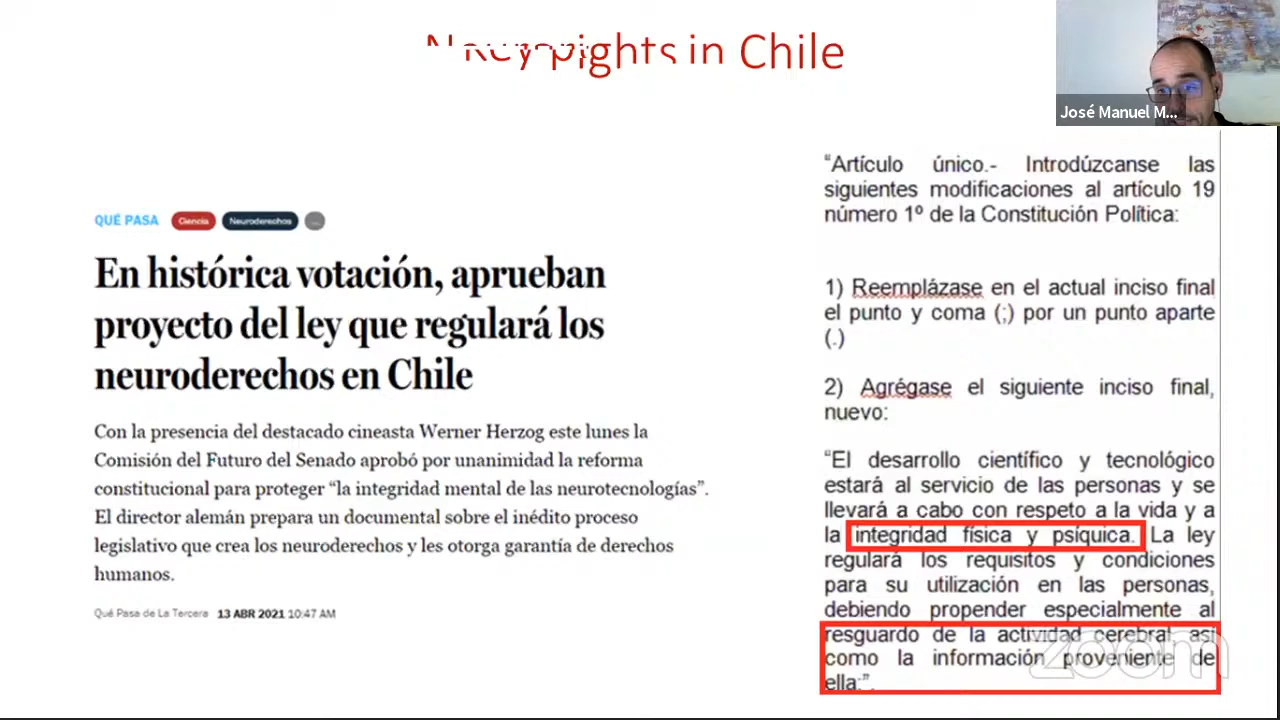 in Chile
José Manuel M...
QUÉ PASA Ciencia Neuroderechos ...
En histórica votación, aprueban
proyecto del ley que regulará los
neuroderechos en Chile
Con la presencia del destacado cineasta Werner Herzog este lunes la
Comisión del Futuro del Senado aprobó por unanimidad la reforma
constitucional para proteger “la integridad mental de las neurotecnologías”.
El director alemán prepara un documental sobre el inédito proceso
legislativo que crea los neuroderechos y les otorga garantía de derechos
humanos.
Qué Pasa de La Tercera 13 ABR 2021 10:47 AM
“Artículo único.- Introdúzcanse las
siguientes modificaciones al artículo 19
número 1º de la Constitución Política:
1) Reemplázase en el actual inciso final
el punto y coma (;) por un punto aparte
(.)
2) Agrégase el siguiente inciso final,
nuevo:
“El desarrollo científico y tecnológico
estará al servicio de las personas y se
llevará a cabo con respeto a la vida y a
la integridad física y psíquica. La ley
regulará los requisitos y condiciones
para su utilización en las personas,
debiendo propender especialmente al
resguardo de la actividad cerebral, así
como la información proveniente de
ella;”.
zoom